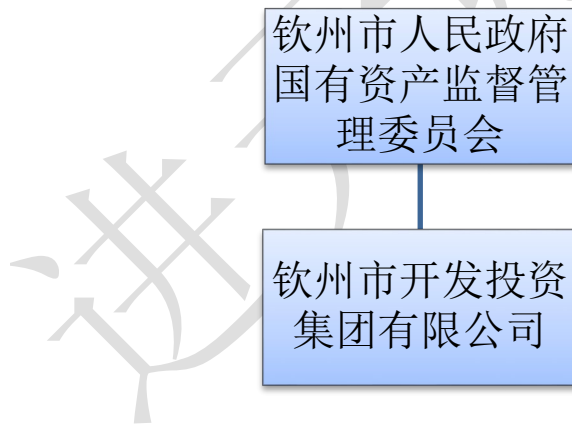 钦州市人民政府
国有资产监督管
理委员会
钦州市开发投资
集团有限公司